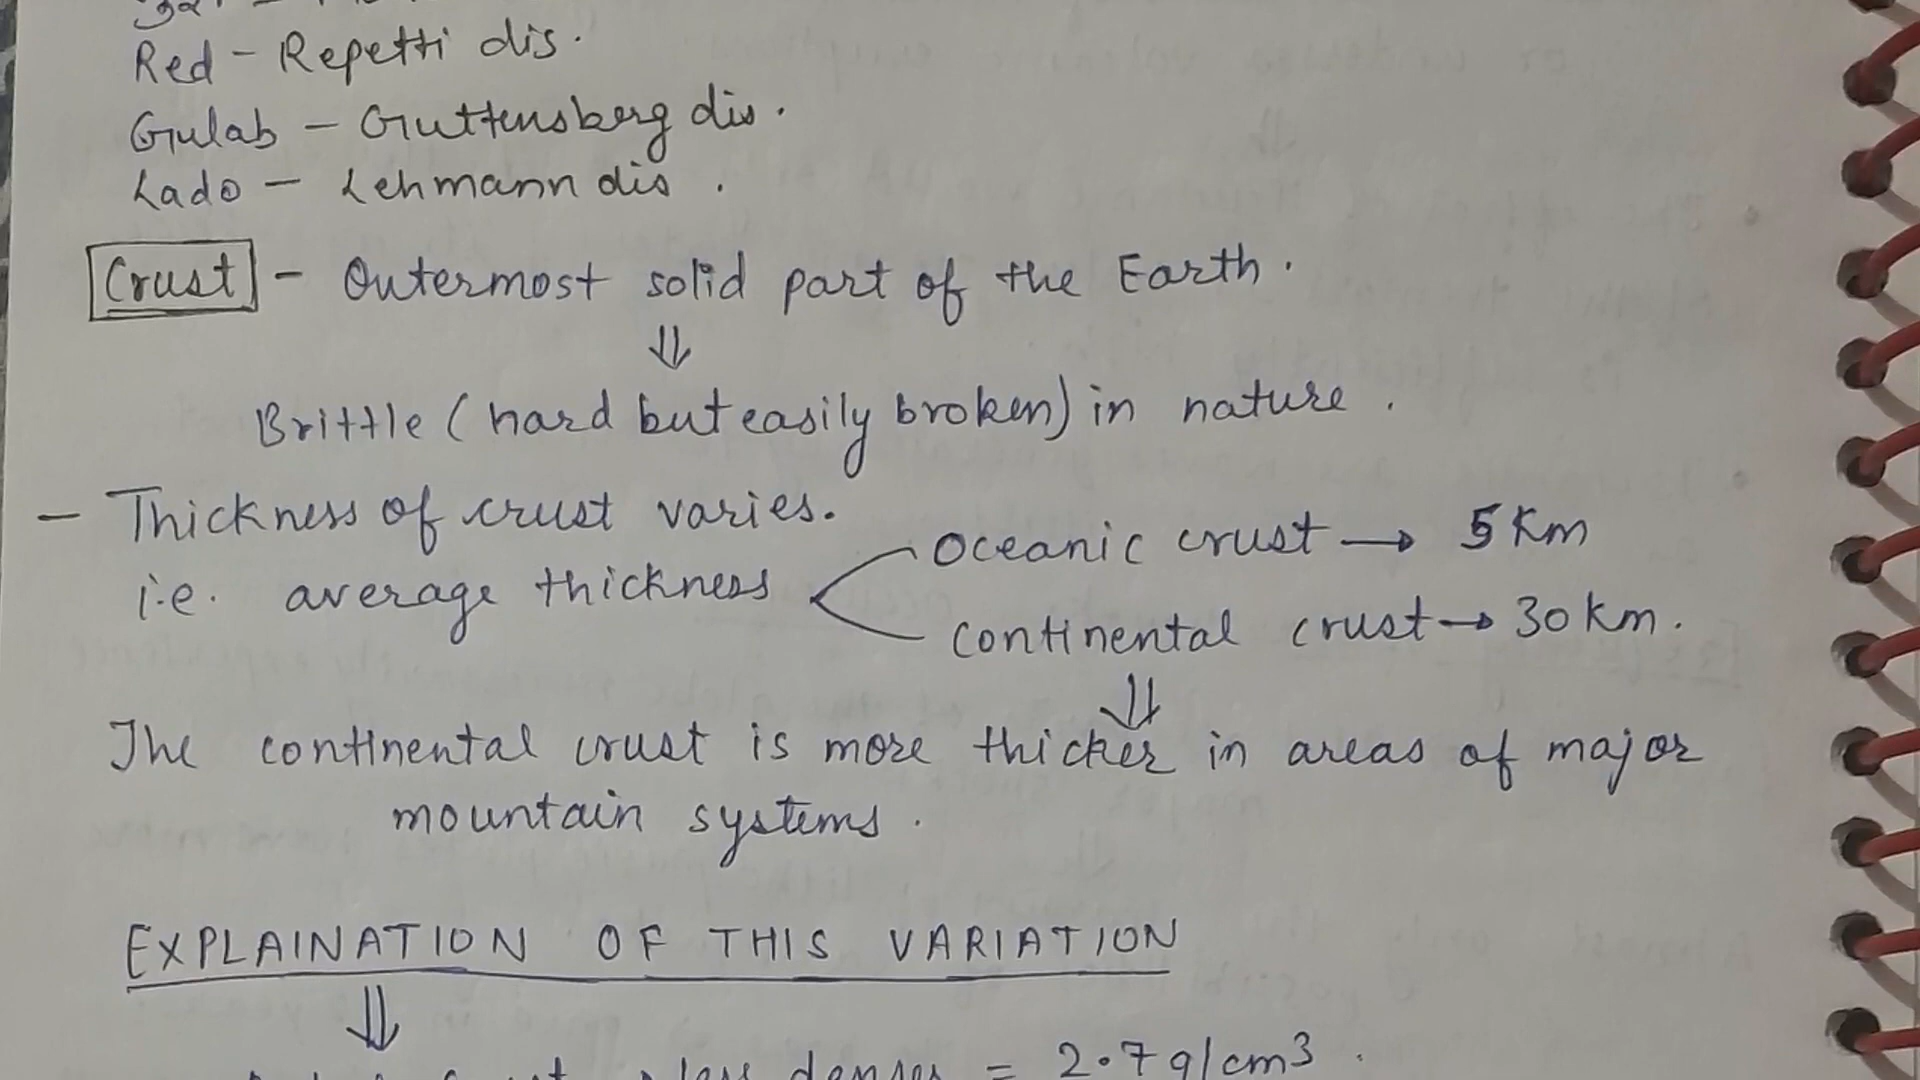 Red - Repetti dis.
Gulab - Guttensberg dis.
Lado - Lehmann dis.
Crust - Outermost solid part of the Earth.
⇓
Brittle (hard but easily broken) in nature.
- Thickness of crust varies.
i.e. average thickness < Oceanic crust → 5 Km
continental crust → 30 km.
⇓
The continental crust is more thicker in areas of major
mountain systems.
EXPLAINATION OF THIS VARIATION
⇓
less = 2.7 g/cm3.